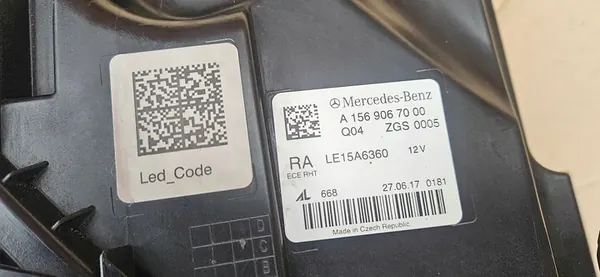 Led_Code
Mercedes-Benz
A 156 906 70 00
Q04 ZGS 0005
RA LE15A6360 12V
ECE RHT
AL 668 27.06.17 0181
Made in Czech Republic
D
C
B